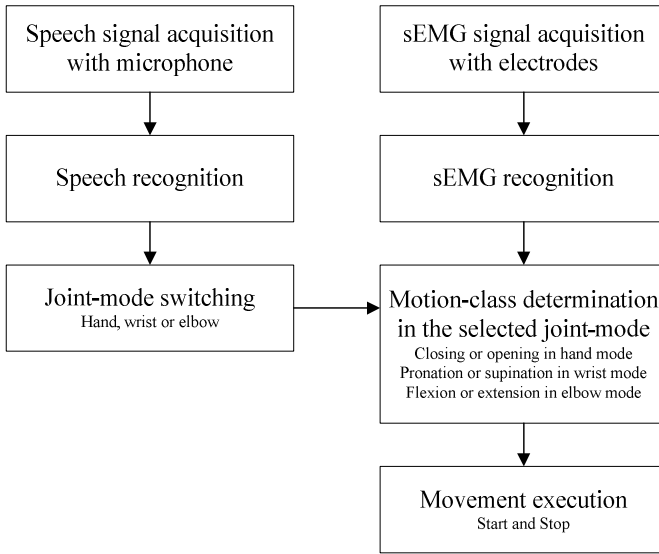 Speech signal acquisition
with microphone
Speech recognition
Joint-mode switching
Hand, wrist or elbow
sEMG signal acquisition
with electrodes
sEMG recognition
Motion-class determination
in the selected joint-mode
Closing or opening in hand mode
Pronation or supination in wrist mode
Flexion or extension in elbow mode
Movement execution
Start and Stop